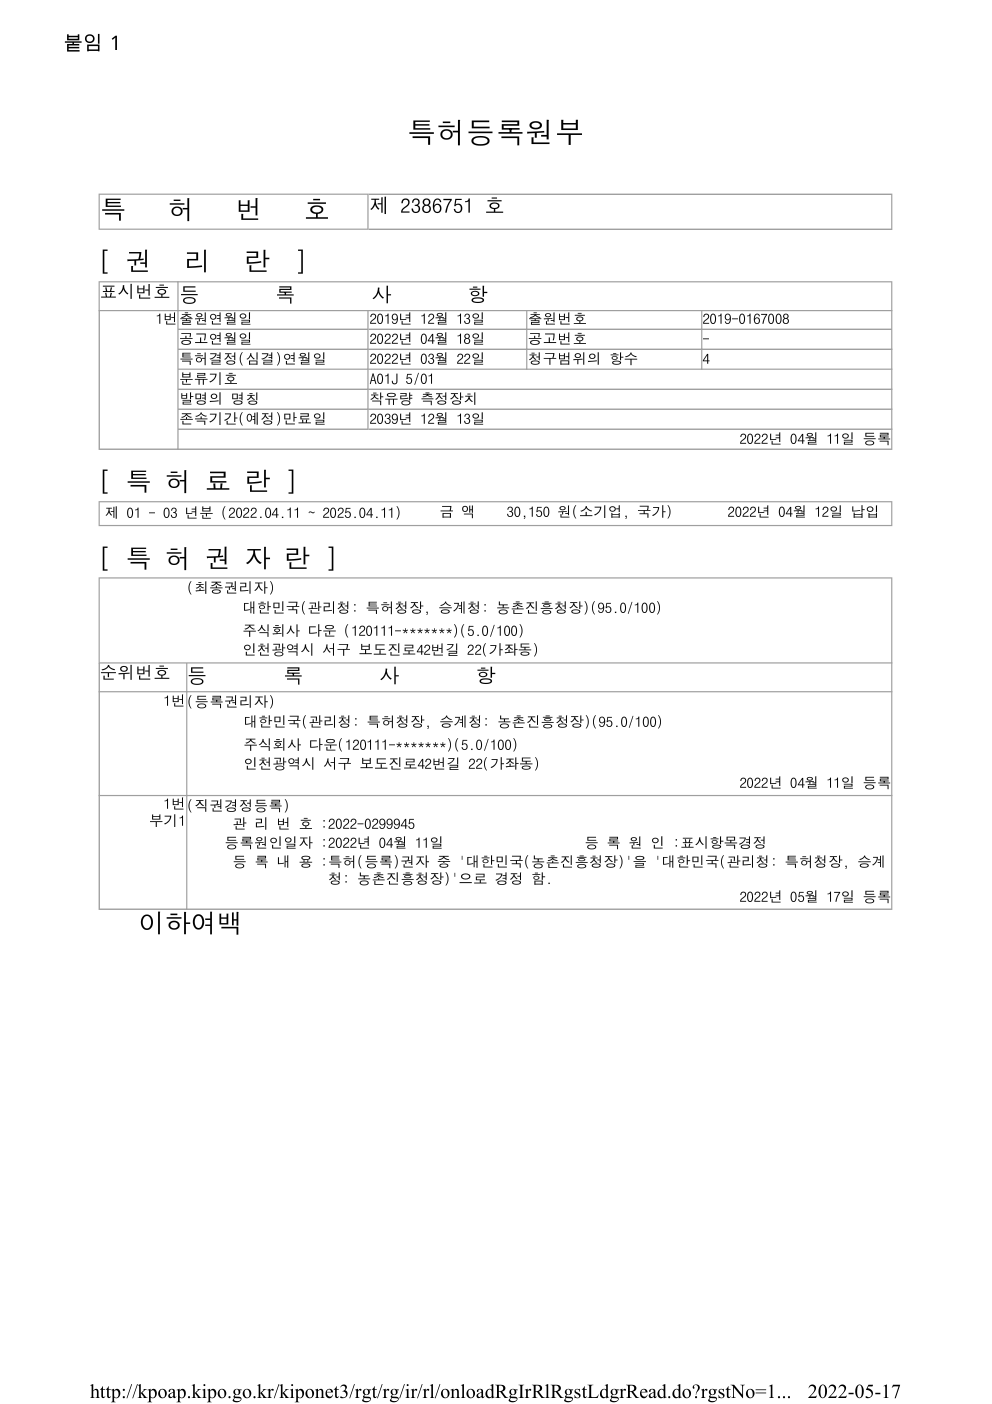 붙임 1
특허등록원부
특 허 번 호 제 2386751 호
[ 권 리 란 ]
표시번호 등 록 사 항
1번 출원연월일 2019년 12월 13일 출원번호 2019-0167008
공고연월일 2022년 04월 18일 공고번호 -
특허결정(심결)연월일 2022년 03월 22일 청구범위의 항수 4
분류기호 A01J 5/01
발명의 명칭 착유량 측정장치
존속기간(예정)만료일 2039년 12월 13일
2022년 04월 11일 등록
[ 특 허 료 란 ]
제 01 - 03 년분 (2022.04.11 ~ 2025.04.11) 금 액 30,150 원(소기업, 국가) 2022년 04월 12일 납입
[ 특 허 권 자 란 ]
(최종권리자)
대한민국(관리청: 특허청장, 승계청: 농촌진흥청장)(95.0/100)
주식회사 다운 (120111-*******)(5.0/100)
인천광역시 서구 보도진로42번길 22(가좌동)
순위번호 등 록 사 항
1번 (등록권리자)
대한민국(관리청: 특허청장, 승계청: 농촌진흥청장)(95.0/100)
주식회사 다운(120111-*******)(5.0/100)
인천광역시 서구 보도진로42번길 22(가좌동)
2022년 04월 11일 등록
1번 (직권경정등록)
부기1 관 리 번 호 :2022-0299945
등록원인일자 :2022년 04월 11일 등 록 원 인 :표시항목경정
등 록 내 용 :특허(등록)권자 중 '대한민국(농촌진흥청장)'을 '대한민국(관리청: 특허청장, 승계
청: 농촌진흥청장)'으로 경정 함.
2022년 05월 17일 등록
이하여백
http://kpoap.kipo.go.kr/kiponet3/rgt/rg/ir/rl/onloadRgIrRlRgstLdgrRead.do?rgstNo=1... 2022-05-17